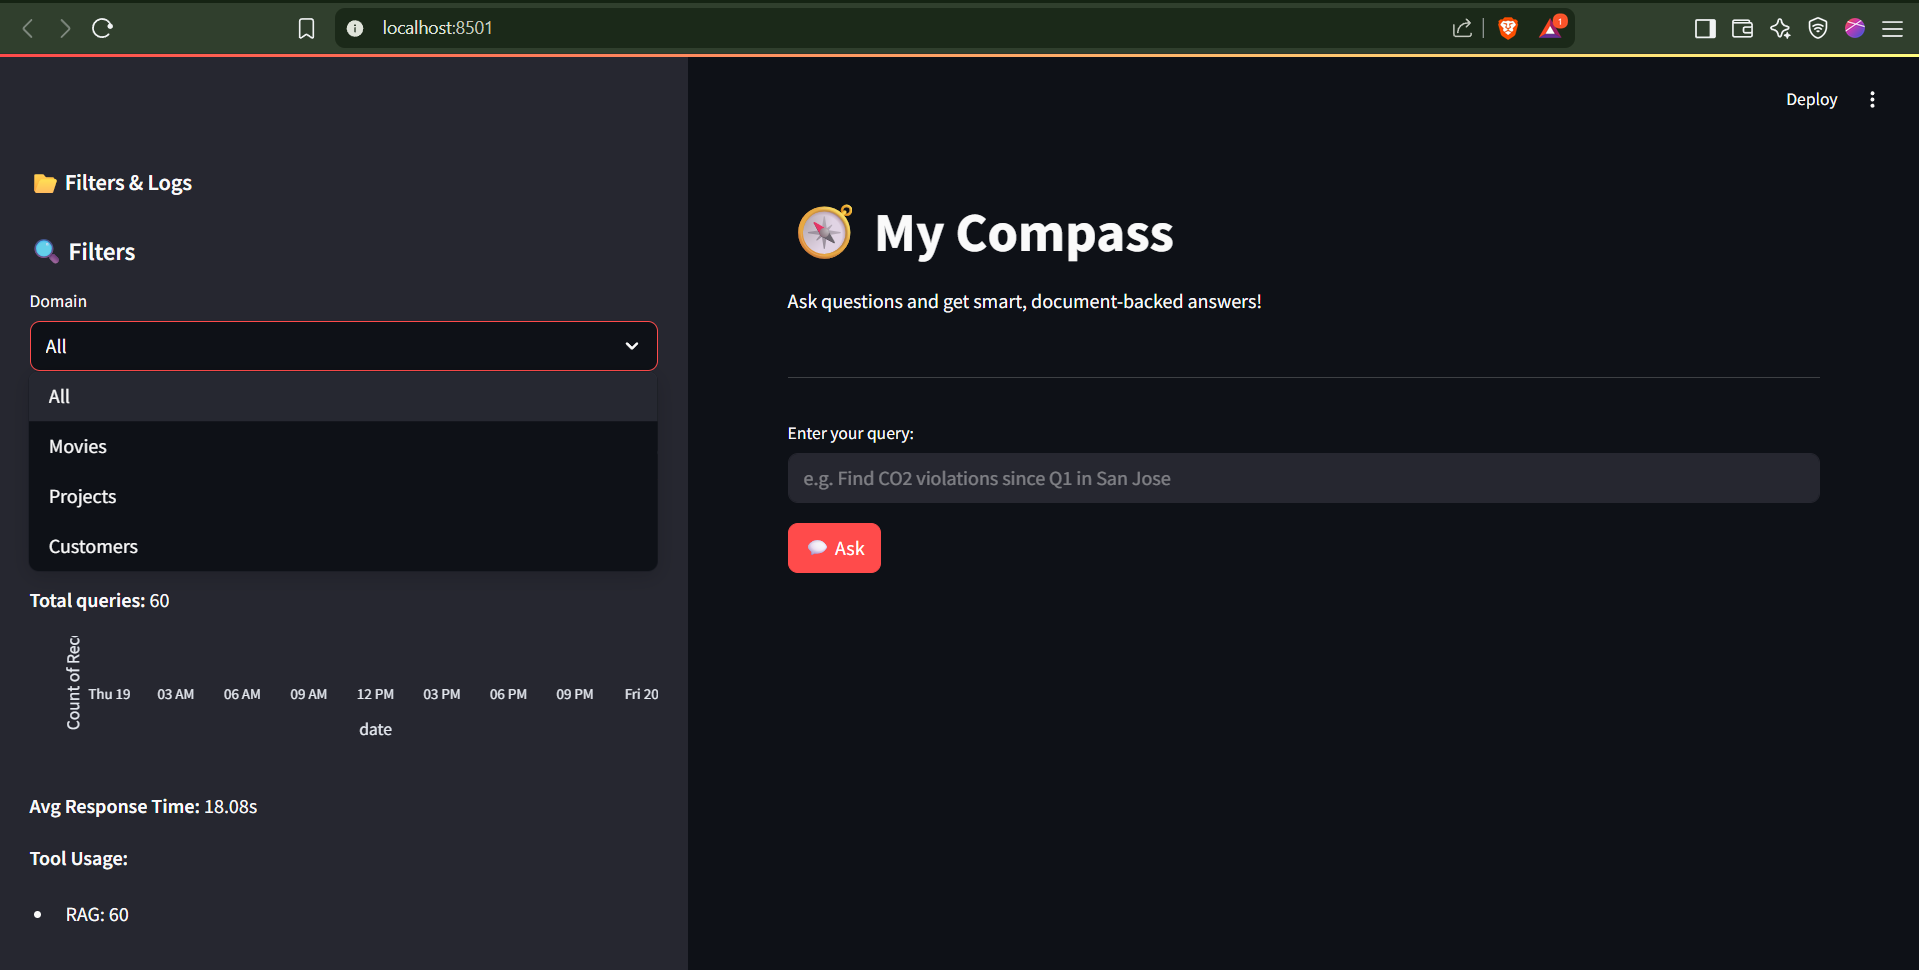 localhost:8501
1
Deploy
Filters & Logs
Filters
Domain
All
All
Movies
Projects
Customers
Total queries: 60
Count of Rec
Thu 19 03 AM 06 AM 09 AM 12 PM 03 PM 06 PM 09 PM Fri 20
date
Avg Response Time: 18.08s
Tool Usage:
• RAG: 60
My Compass
Ask questions and get smart, document-backed answers!
Enter your query:
e.g. Find CO2 violations since Q1 in San Jose
Ask